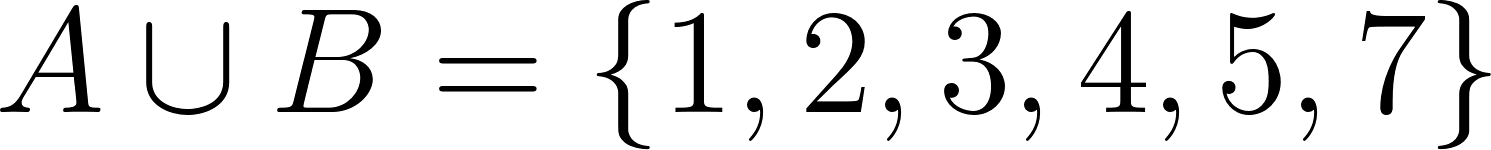 A ∪ B = {1, 2, 3, 4, 5, 7}